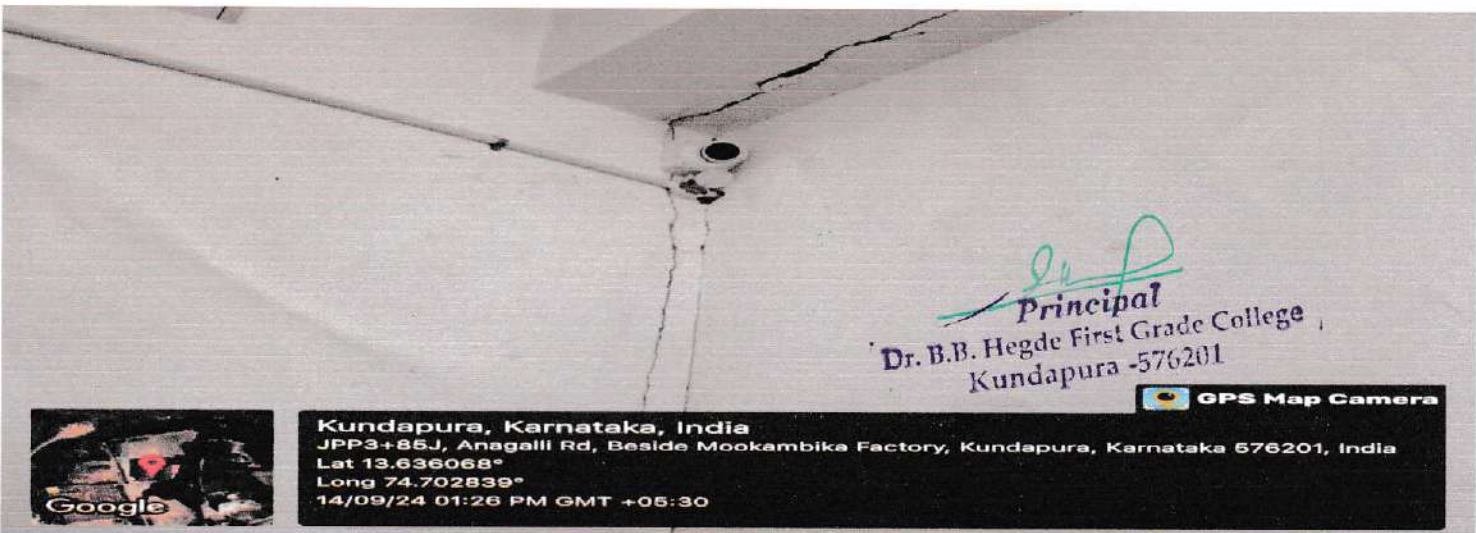 Principal
Dr. B.B. Hegde First Grade College
Kundapura -576201
GPS Map Camera
Kundapura, Karnataka, India
JPP3+85J, Anagalli Rd, Beside Mookambika Factory, Kundapura, Karnataka 576201, India
Lat 13.636068°
Long 74.702839°
14/09/24 01:26 PM GMT +05:30
Google